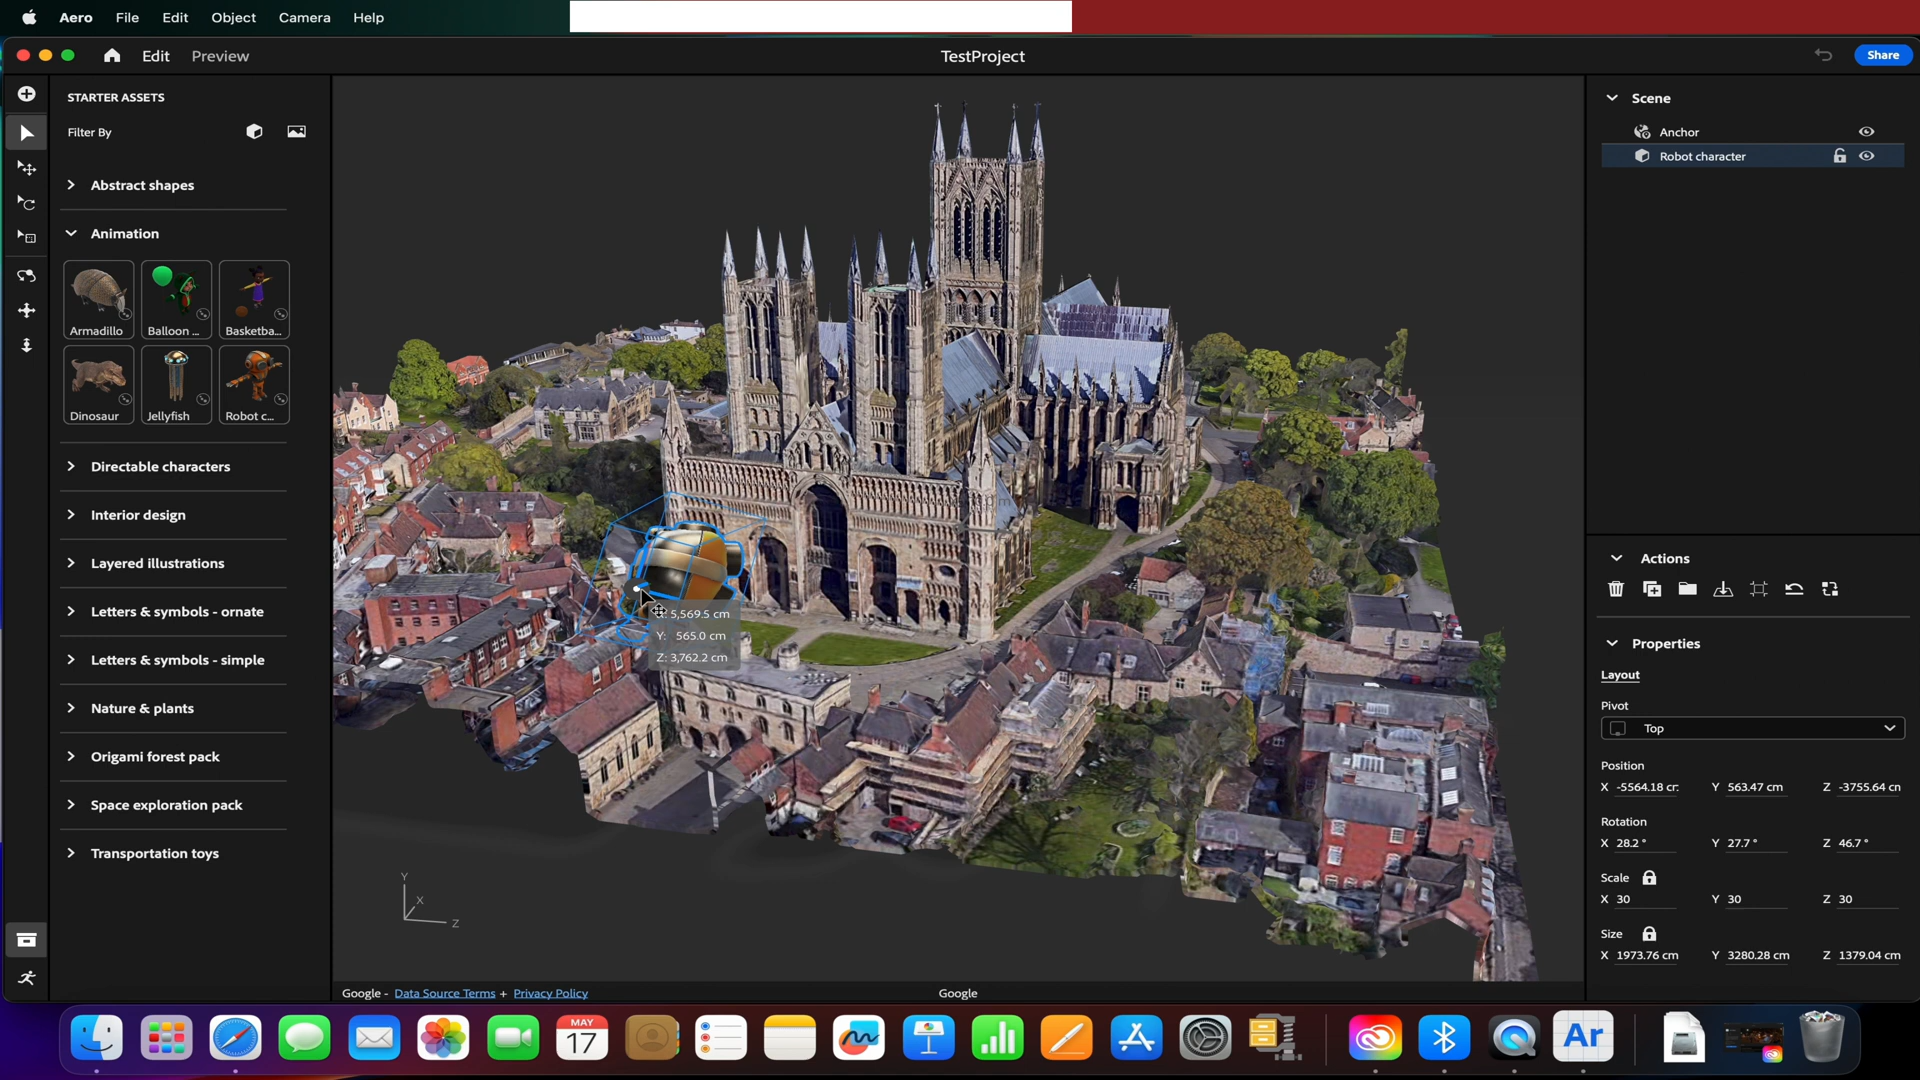 Aero File Edit Object Camera Help
Edit Preview TestProject Share
STARTER ASSETS
Filter By
Abstract shapes
Animation
Armadillo Balloon ... Basketba...
Dinosaur Jellyfish Robot c...
Directable characters
Interior design
Layered illustrations
Letters & symbols - ornate
Letters & symbols - simple
Nature & plants
Origami forest pack
Space exploration pack
Transportation toys
5,569.5 cm
Y: 565.0 cm
Z: 3,762.2 cm
Y
X
Z
Google - Data Source Terms + Privacy Policy Google
Scene
Anchor
Robot character
Actions
Properties
Layout
Pivot
Top
Position
X -5564.18 Y 563.47 cm Z -3755.64
Rotation
X 28.2 ° Y 27.7 ° Z 46.7 °
Scale
X 30 Y 30 Z 30
Size
X 1973.76 cm Y 3280.28 cm Z 1379.04 cm
MAY
17
Ar